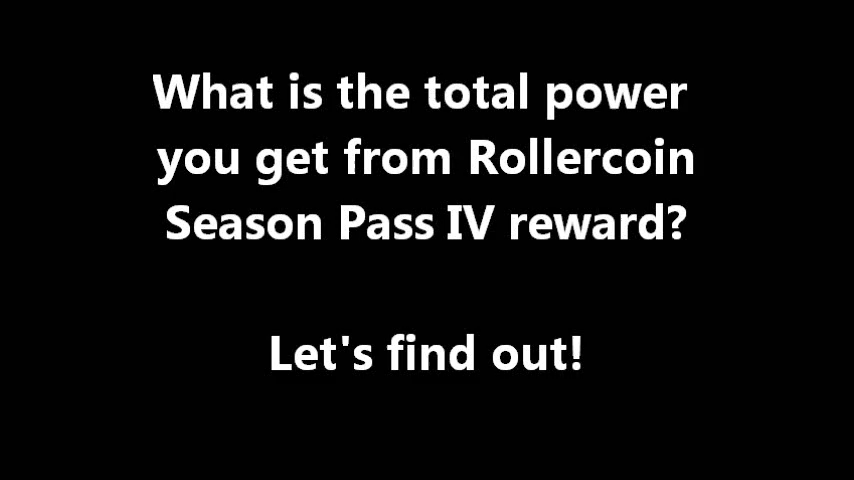 What is the total power
you get from Rollercoin
Season Pass IV reward?
Let's find out!